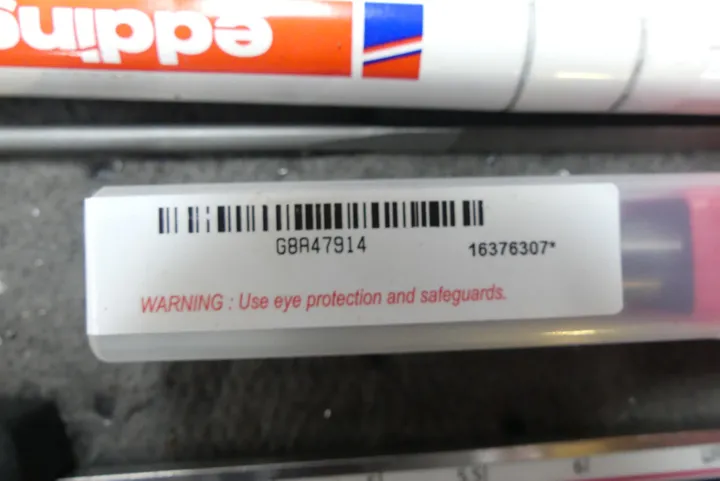 edding
G8A47914
16376307*
WARNING : Use eye protection and safeguards.